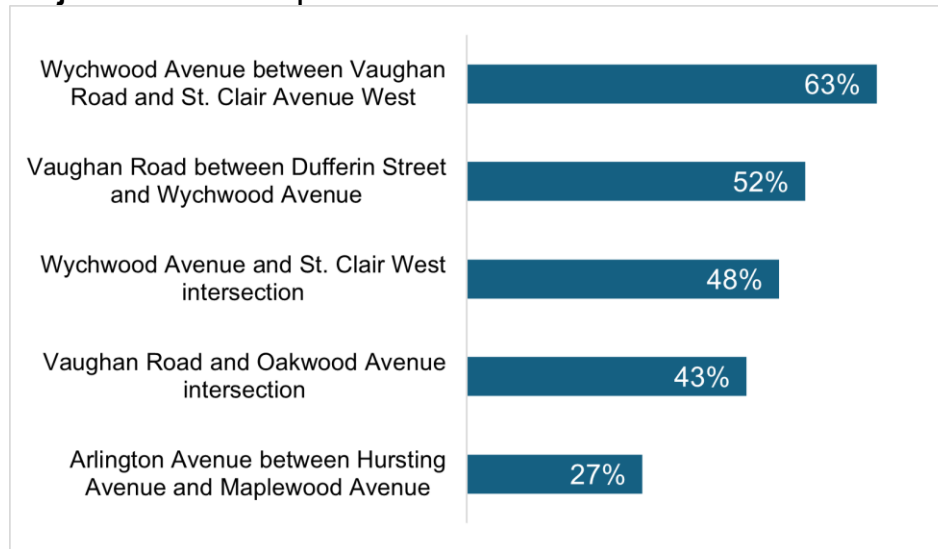 Wychwood Avenue between Vaughan
Road and St. Clair Avenue West
63%
Vaughan Road between Dufferin Street
and Wychwood Avenue
52%
Wychwood Avenue and St. Clair West
intersection
48%
Vaughan Road and Oakwood Avenue
intersection
43%
Arlington Avenue between Hursting
Avenue and Maplewood Avenue
27%